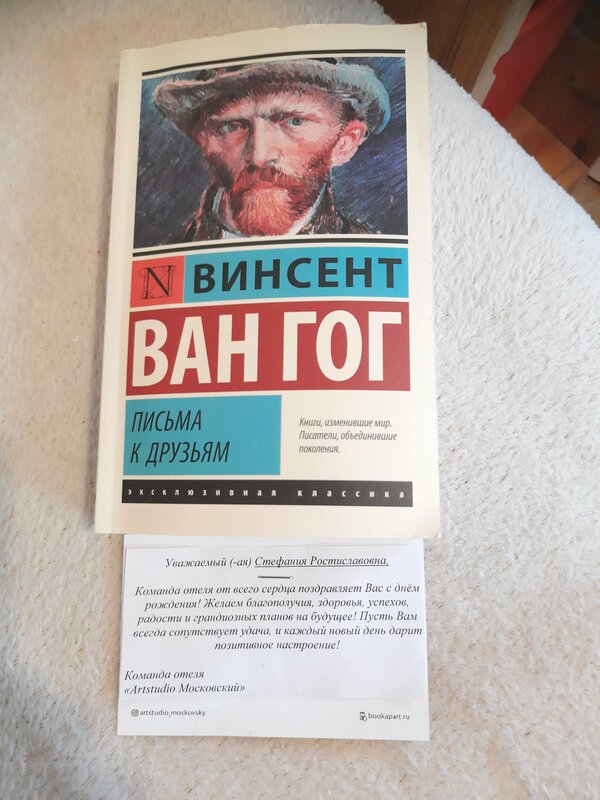 N
ВИНСЕНТ
ВАН ГОГ
ПИСЬМА
К ДРУЗЬЯМ
Книги, изменившие мир.
Писатели, объединившие
поколения.
эксклюзивная классика
Уважаемый (-ая) Стефания Ростиславовна.
Команда отеля от всего сердца поздравляет Вас с днём
рождения! Желаем благополучия, здоровья, успехов,
радости и грандиозных планов на будущее! Пусть Вам
всегда сопутствует удача, и каждый новый день дарит
позитивное настроение!
Команда отеля
«Artstudio Московский»
artstudio_moskovsky
bookapart.ru